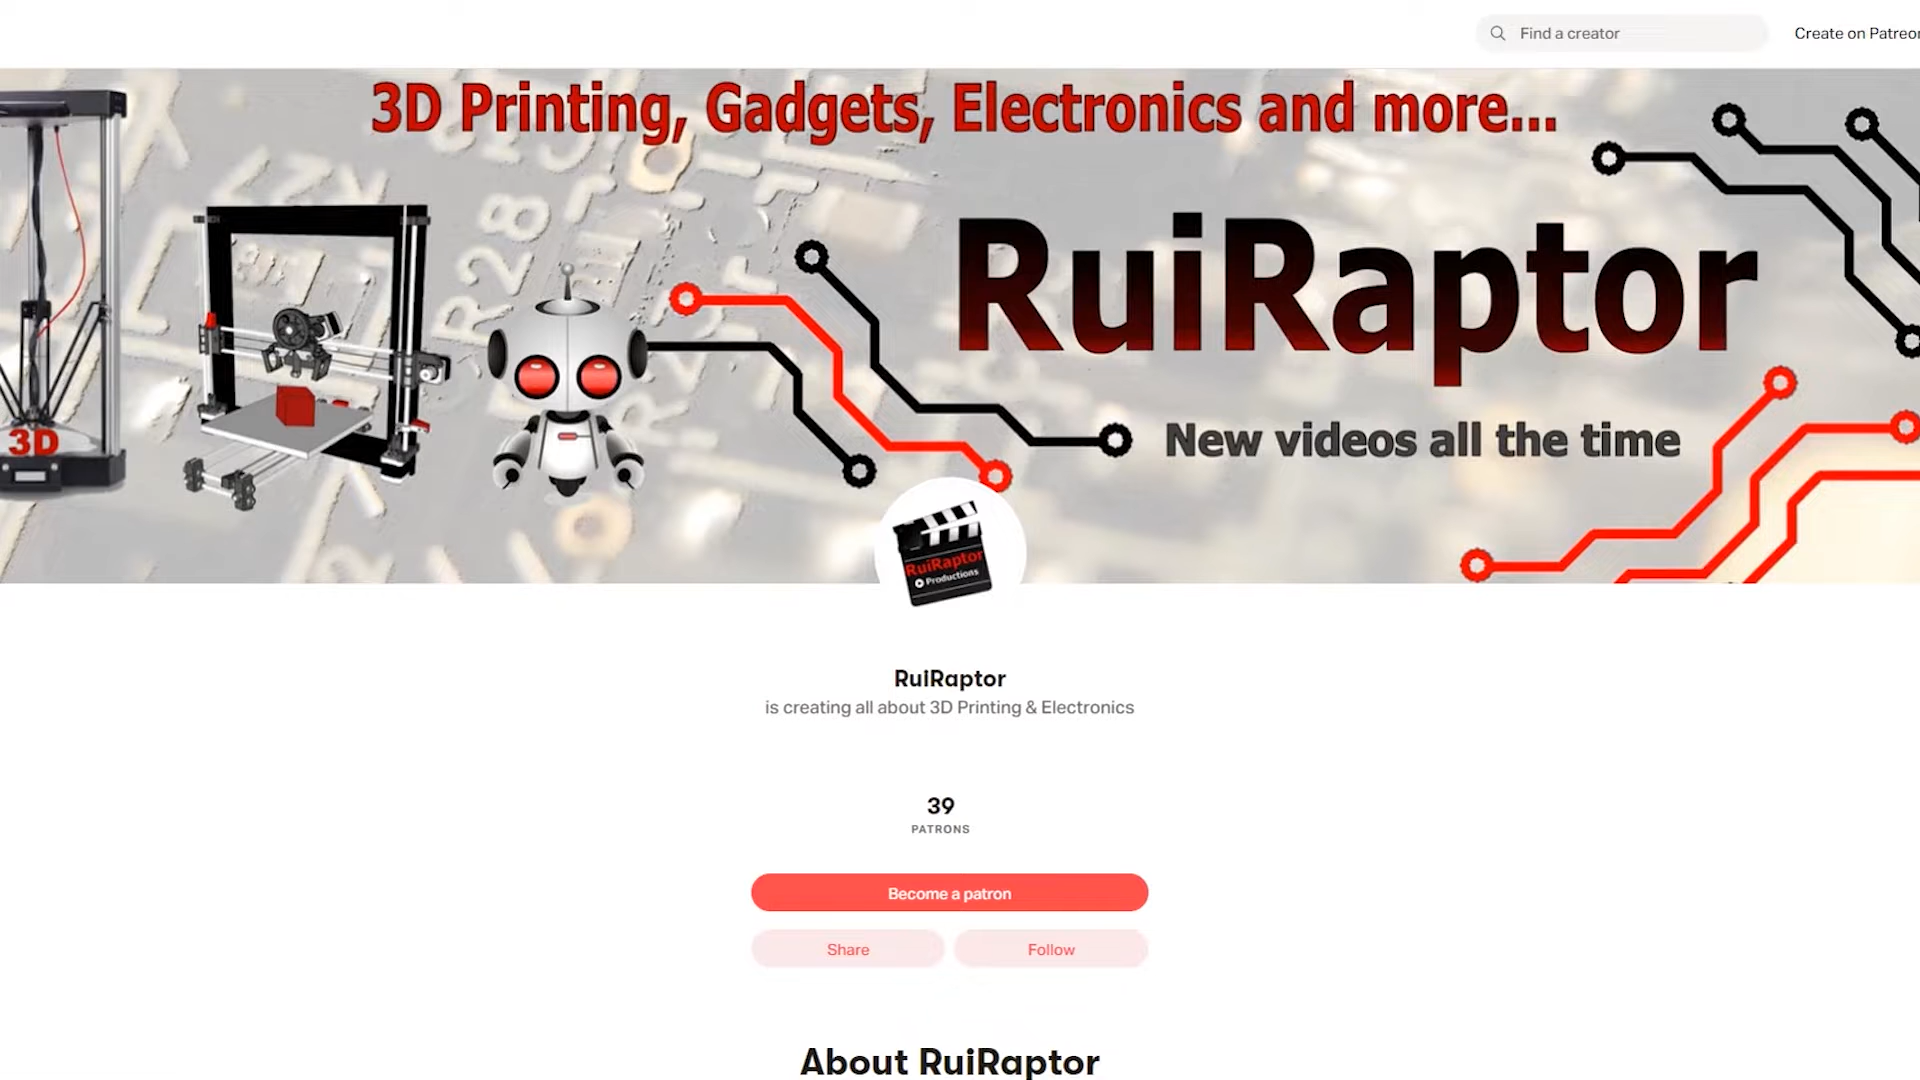 Find a creator
Create on Patreon
3D Printing, Gadgets, Electronics and more...
R28
RuiRaptor
3D
New videos all the time
RuiRaptor
Productions
RuiRaptor
is creating all about 3D Printing & Electronics
39
PATRONS
Become a patron
Share
Follow
About RuiRaptor